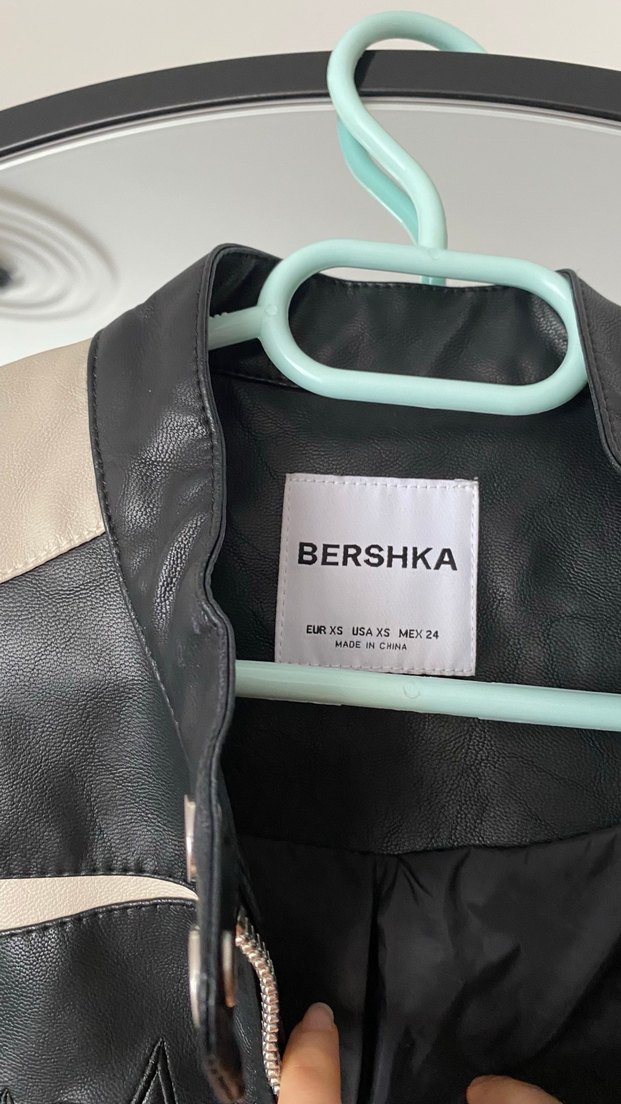 BERSHKA
EUR XS USA XS MEX 24
MADE IN CHINA